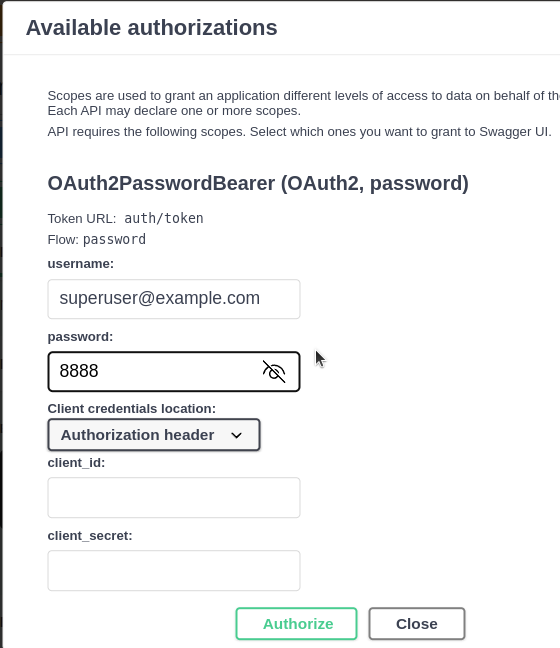 Available authorizations
Scopes are used to grant an application different levels of access to data on behalf of the
Each API may declare one or more scopes.
API requires the following scopes. Select which ones you want to grant to Swagger UI.
OAuth2PasswordBearer (OAuth2, password)
Token URL: auth/token
Flow: password
username:
superuser@example.com
password:
8888
Client credentials location:
Authorization header
client_id:
client_secret:
Authorize Close